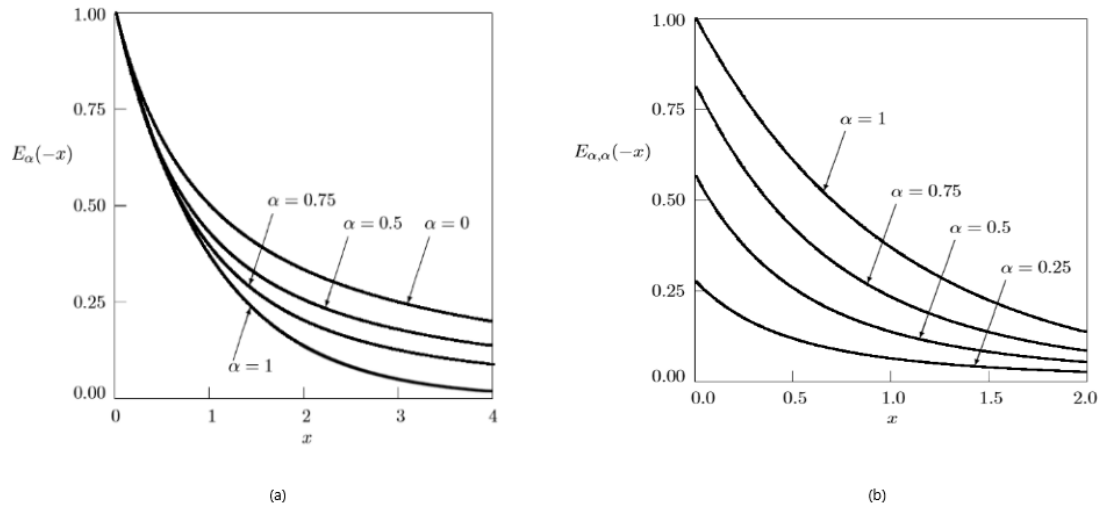 1.00
0.75
E_α(−x)
0.50
0.25
0.00
α = 0.75
α = 0.5
α = 0
α = 1
0
1
2
3
4
x
(a)
1.00
0.75
E_{α,α}(−x)
0.50
0.25
0.00
α = 1
α = 0.75
α = 0.5
α = 0.25
0.0
0.5
1.0
1.5
2.0
x
(b)